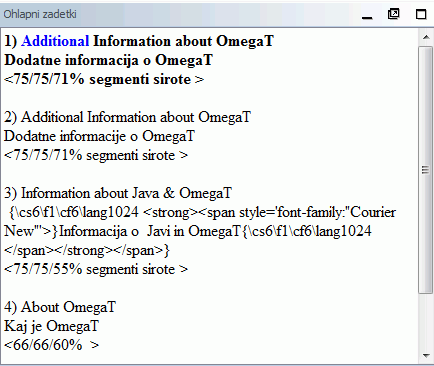 Ohlapni zadetki
1) Additional Information about OmegaT
Dodatne informacija o OmegaT
<75/75/71% segmenti sirote >
2) Additional Information about OmegaT
Dodatne informacije o OmegaT
<75/75/71% segmenti sirote >
3) Information about Java & OmegaT
{\cs6\f1\cf6\lang1024 <strong><span style='font-family:"Courier
New"'>}Informacija o  Javi in OmegaT{\cs6\f1\cf6\lang1024
</span></strong></span>}
<75/75/55% segmenti sirote >
4) About OmegaT
Kaj je OmegaT
<66/66/60%  >